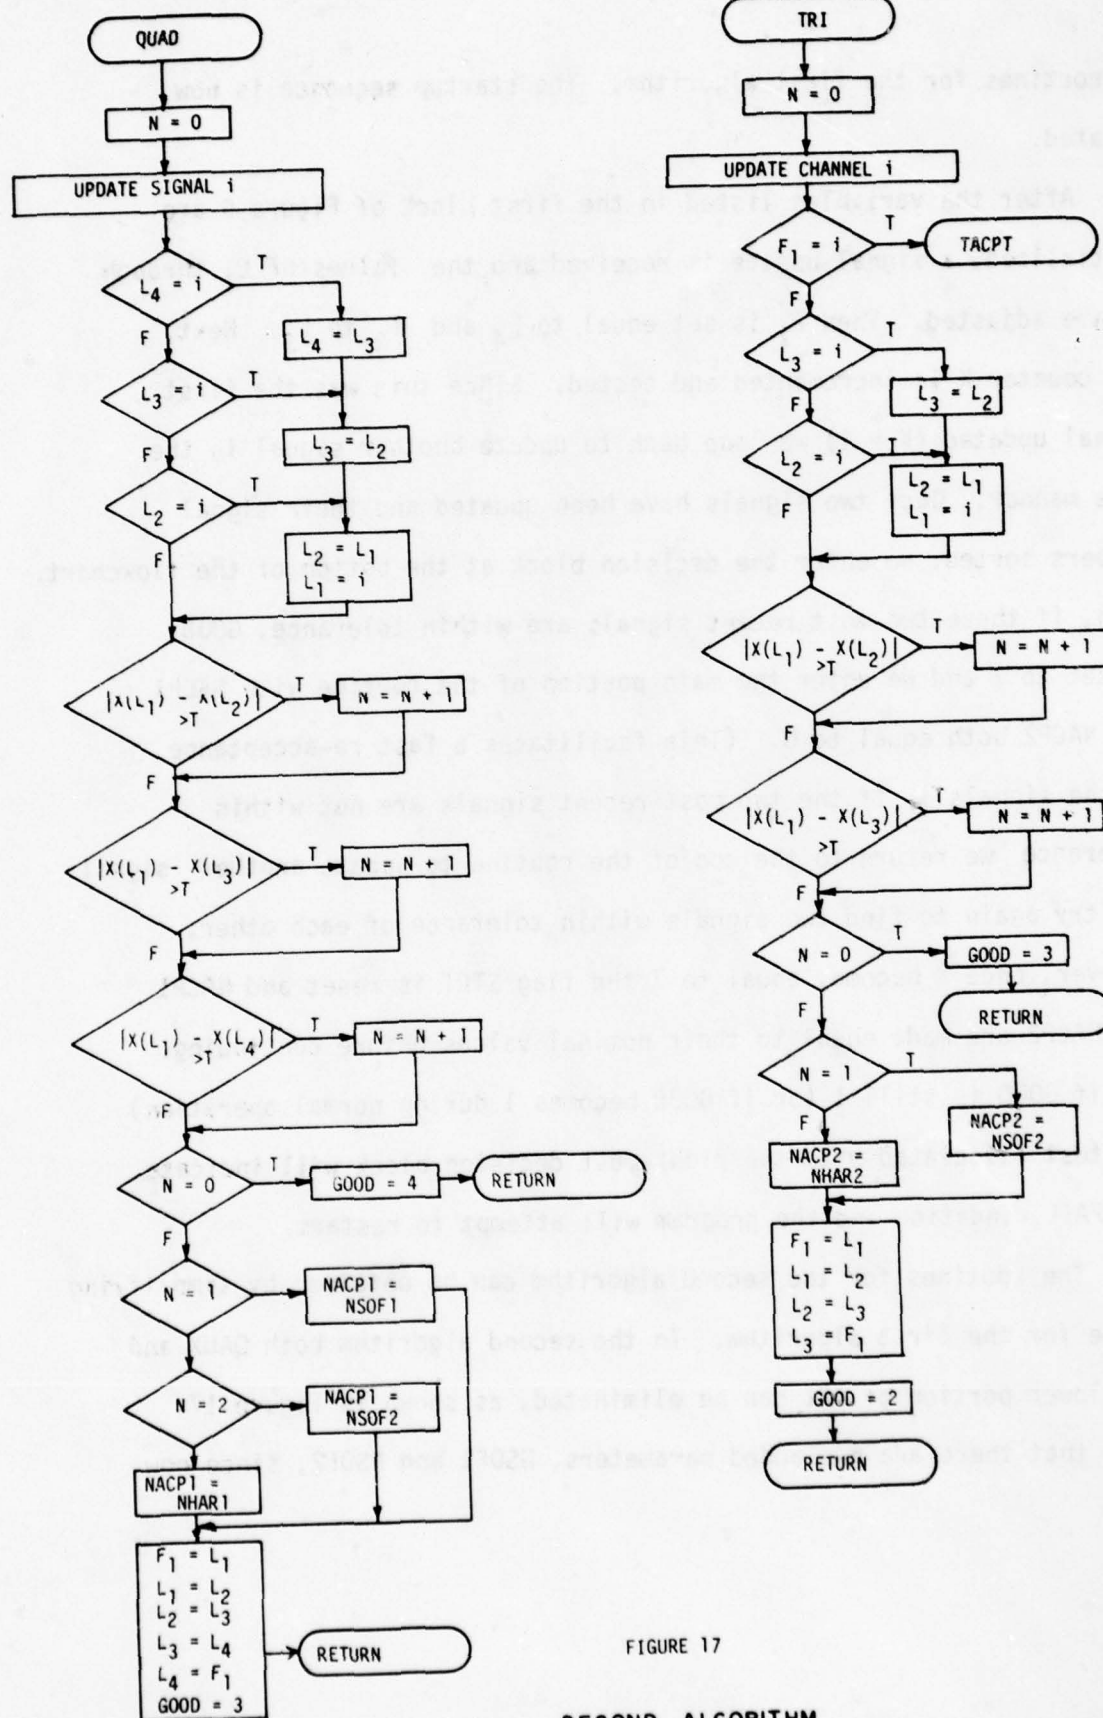 QUAD
N = 0
UPDATE SIGNAL i
L4 = i
T
F
L4 = L3
L3 = i
T
F
L3 = L2
L2 = i
T
F
L2 = L1
L1 = i
|X(L1) - X(L2)|
>T
T
F
N = N + 1
|X(L1) - X(L3)|
>T
T
F
N = N + 1
|X(L1) - X(L4)|
>T
T
F
N = N + 1
N = 0
T
F
GOOD = 4
RETURN
N = 1
NACP1 =
NSOF1
N = 2
NACP1 =
NSOF2
NACP1 =
NHAR1
F1 = L1
L1 = L2
L2 = L3
L3 = L4
L4 = F1
GOOD = 3
RETURN
TRI
N = 0
UPDATE CHANNEL i
F1 = i
T
F
TACPT
L3 = i
T
F
L3 = L2
L2 = i
T
F
L2 = L1
L1 = i
|X(L1) - X(L2)|
>T
T
F
N = N + 1
|X(L1) - X(L3)|
>T
T
F
N = N + 1
N = 0
T
F
GOOD = 3
RETURN
N = 1
T
F
NACP2 =
NSOF2
NACP2 =
NHAR2
F1 = L1
L1 = L2
L2 = L3
L3 = F1
GOOD = 2
RETURN
FIGURE 17
SECOND ALGORITHM